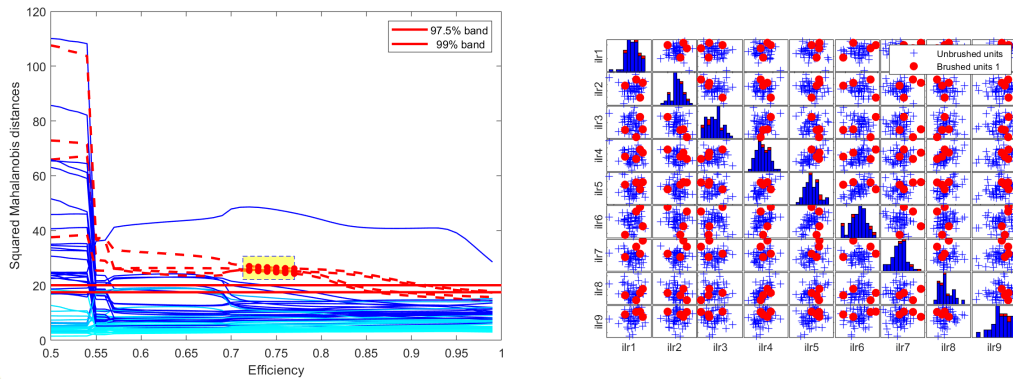 120
100
80
60
40
20
0
Squared Mahalanobis distances
97.5% band
99% band
0.5
0.55
0.6
0.65
0.7
0.75
0.8
0.85
0.9
0.95
1
Efficiency
Unbrushed units
Brushed units 1
ilr1
ilr2
ilr3
ilr4
ilr5
ilr6
ilr7
ilr8
ilr9
ilr1
ilr2
ilr3
ilr4
ilr5
ilr6
ilr7
ilr8
ilr9